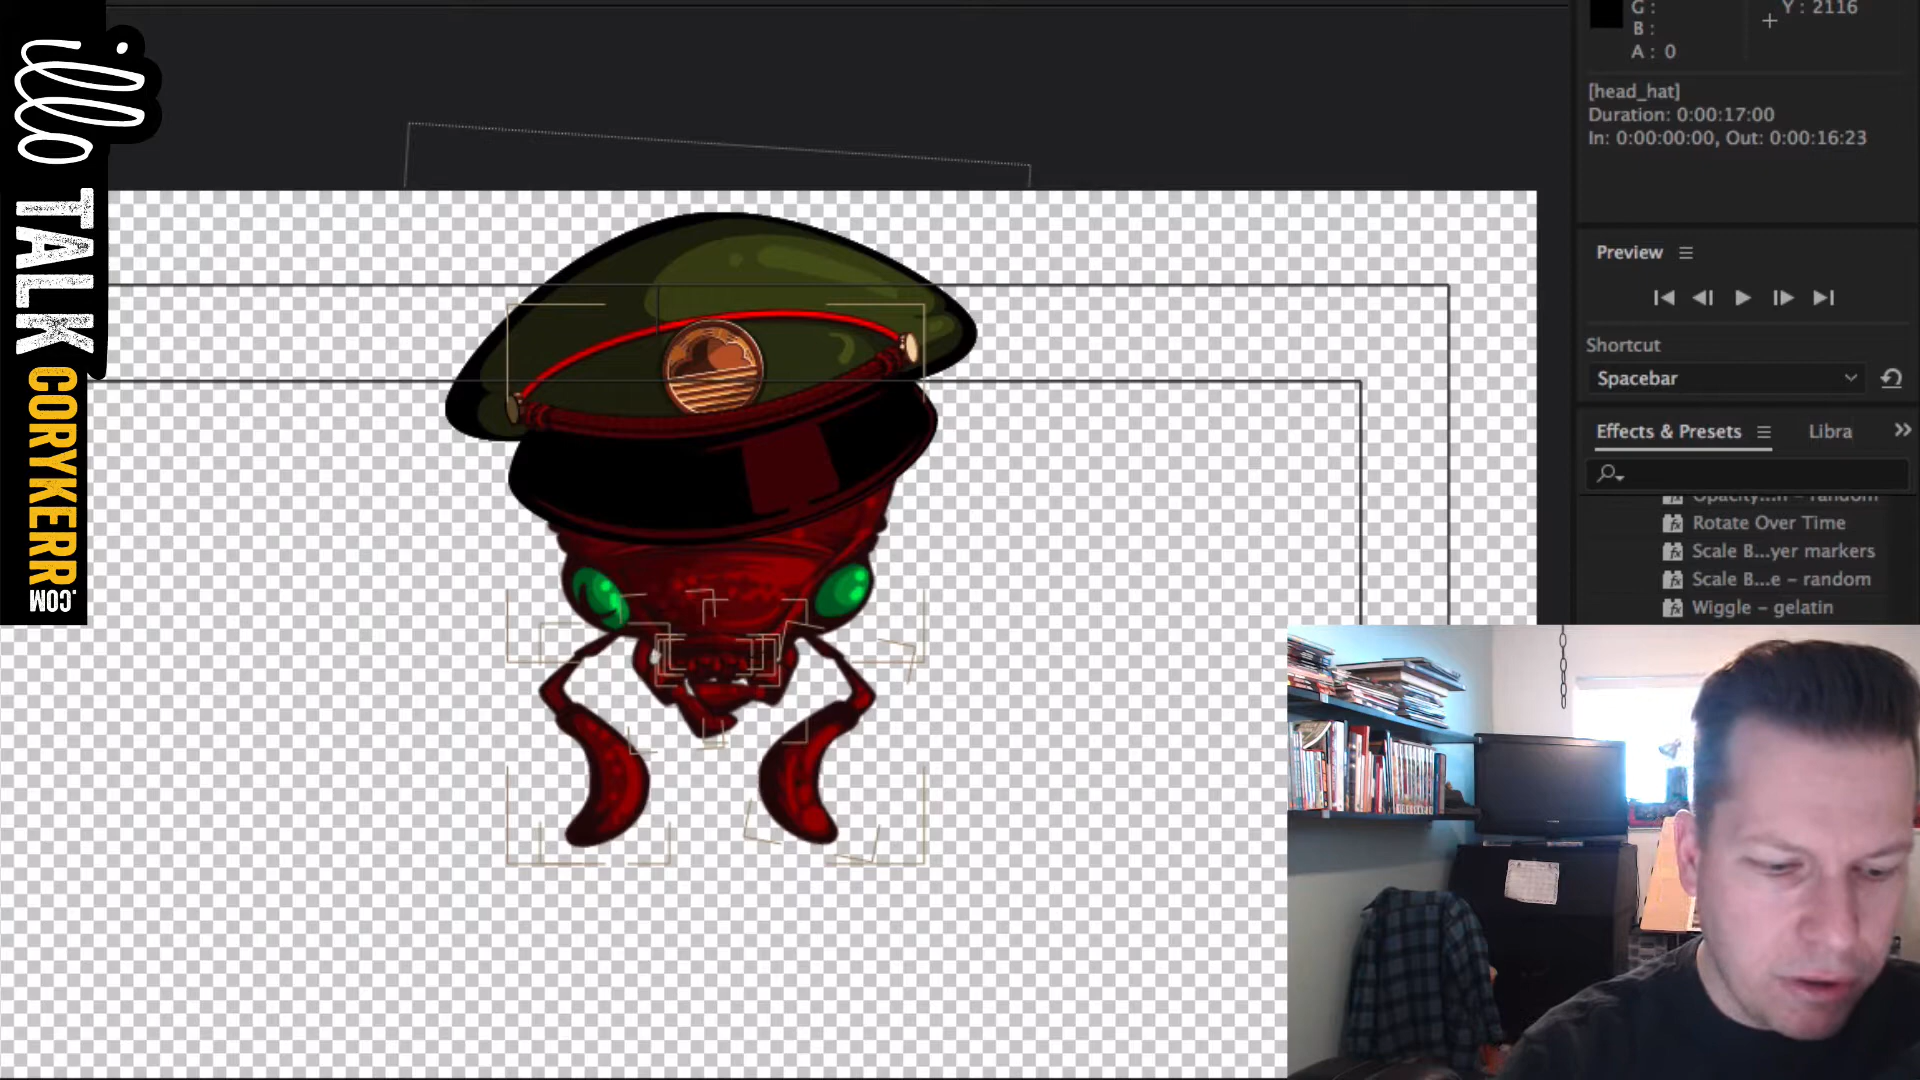 illo TALK CORYKERR.COM
G :
B :
A : 0
Y : 2116
[head_hat]
Duration: 0:00:17:00
In: 0:00:00:00, Out: 0:00:16:23
Preview
Shortcut
Spacebar
Effects & Presets
Libra
Opacity...n – random
Rotate Over Time
Scale B...yer markers
Scale B...e – random
Wiggle – gelatin